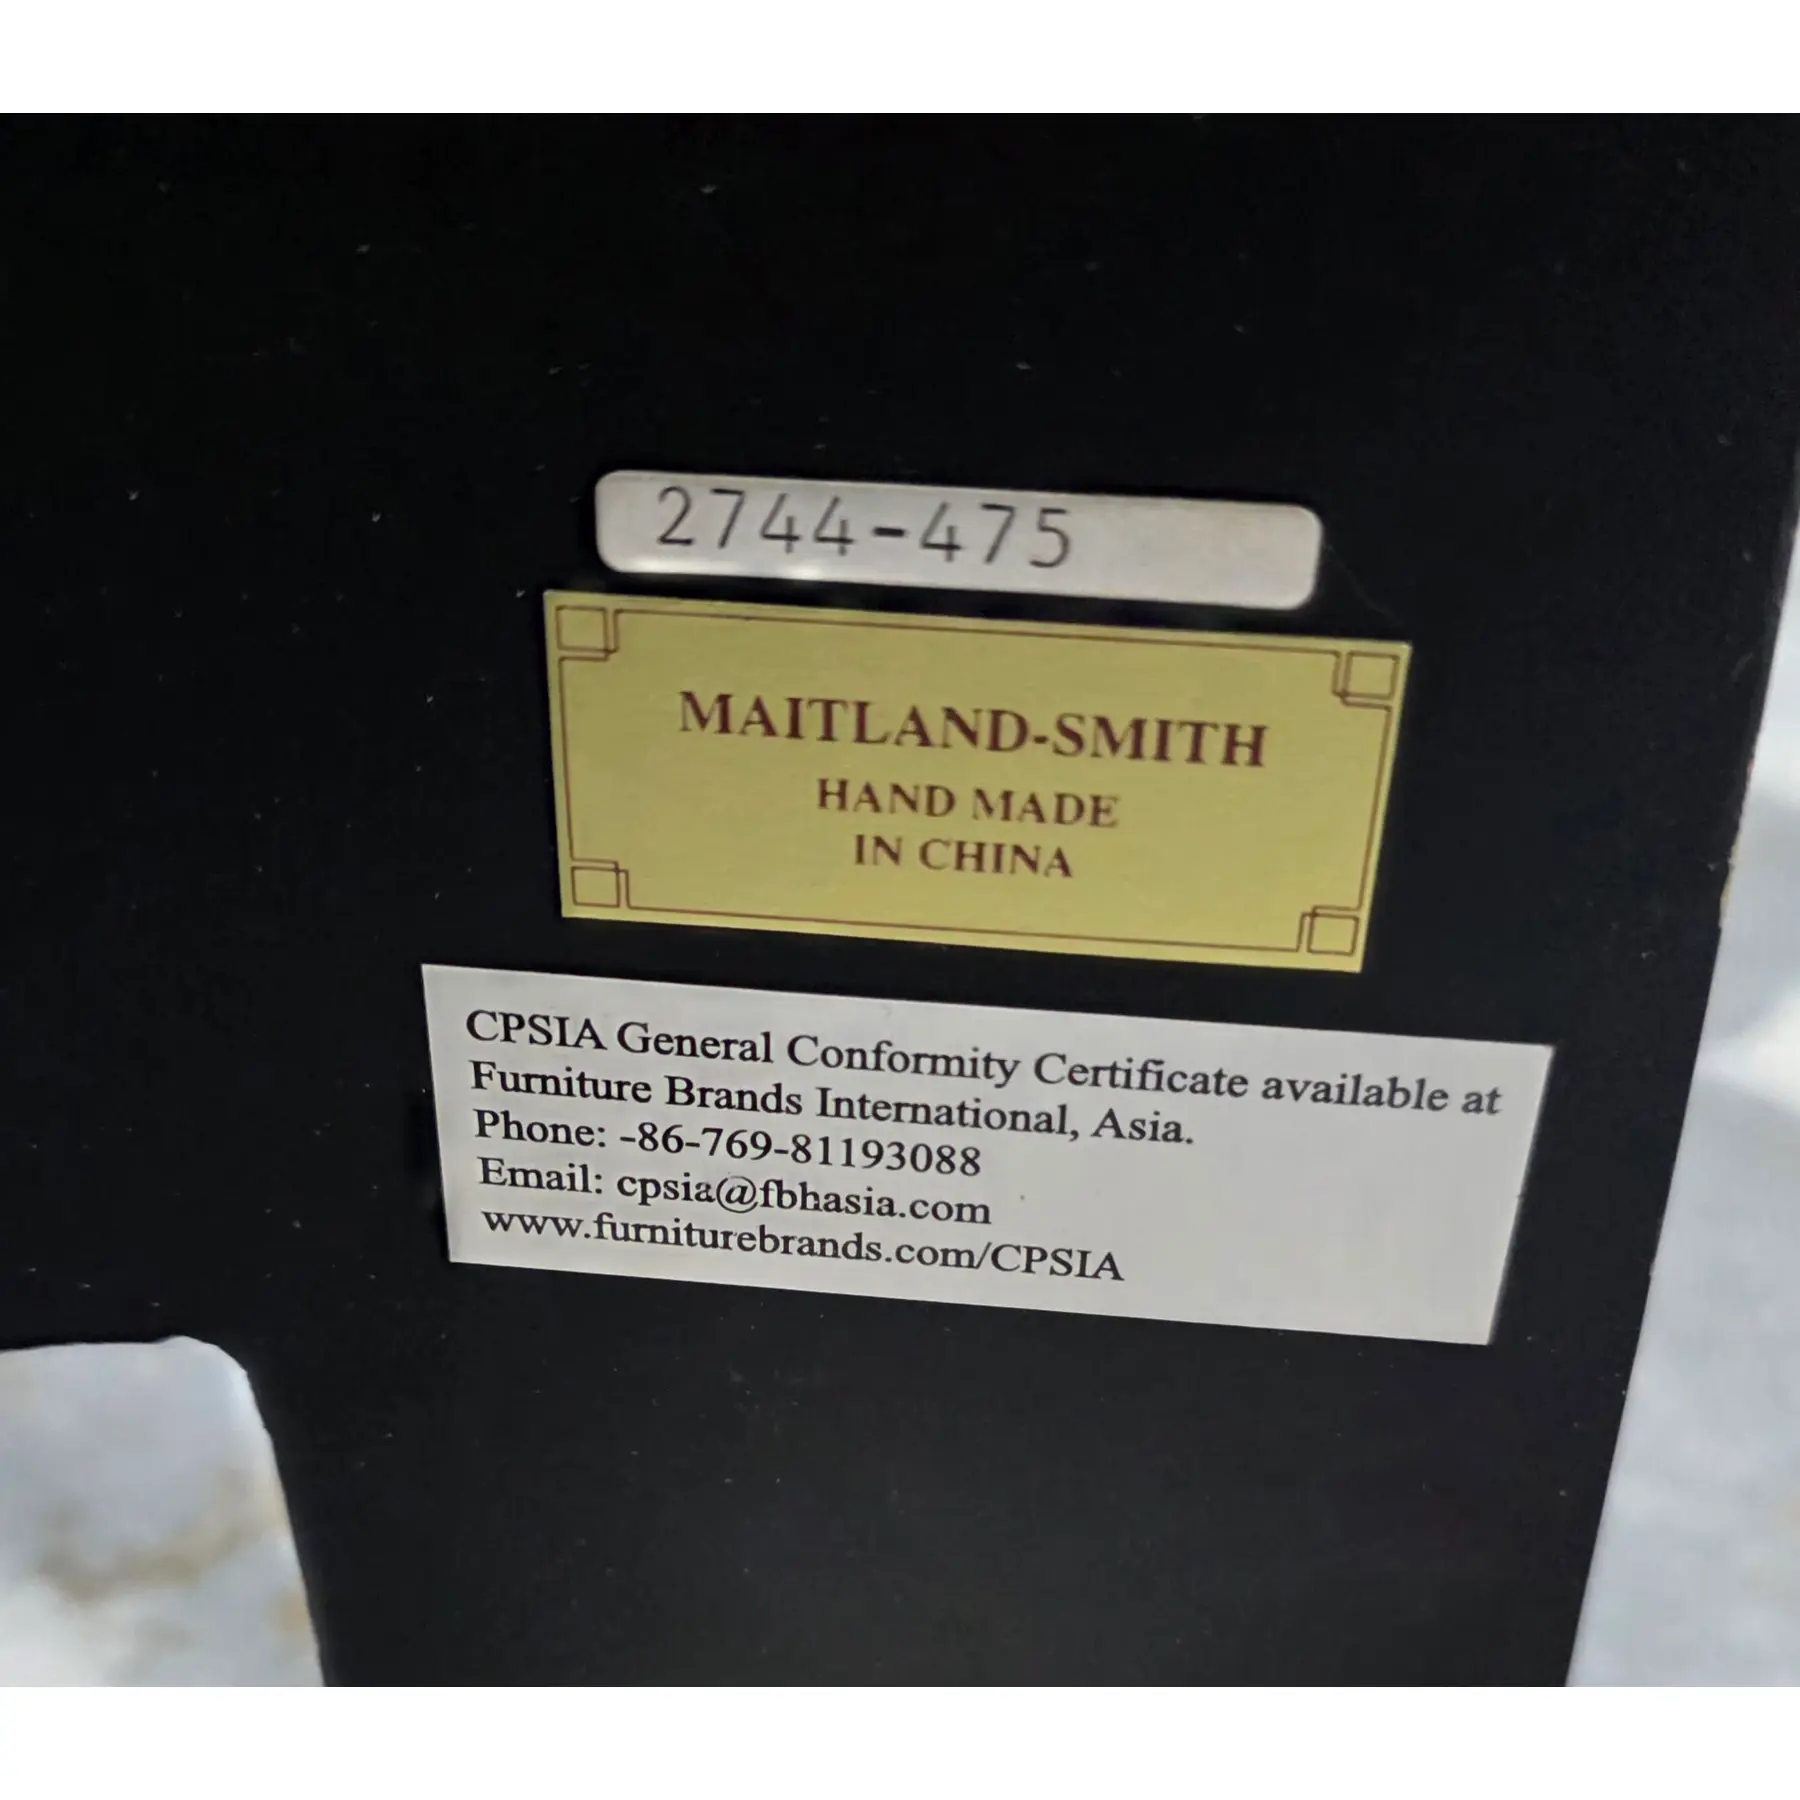 2744-475
MAITLAND-SMITH
HAND MADE
IN CHINA
CPSIA General Conformity Certificate available at
Furniture Brands International, Asia.
Phone: -86-769-81193088
Email: cpsia@fbhasia.com
www.furniturebrands.com/CPSIA